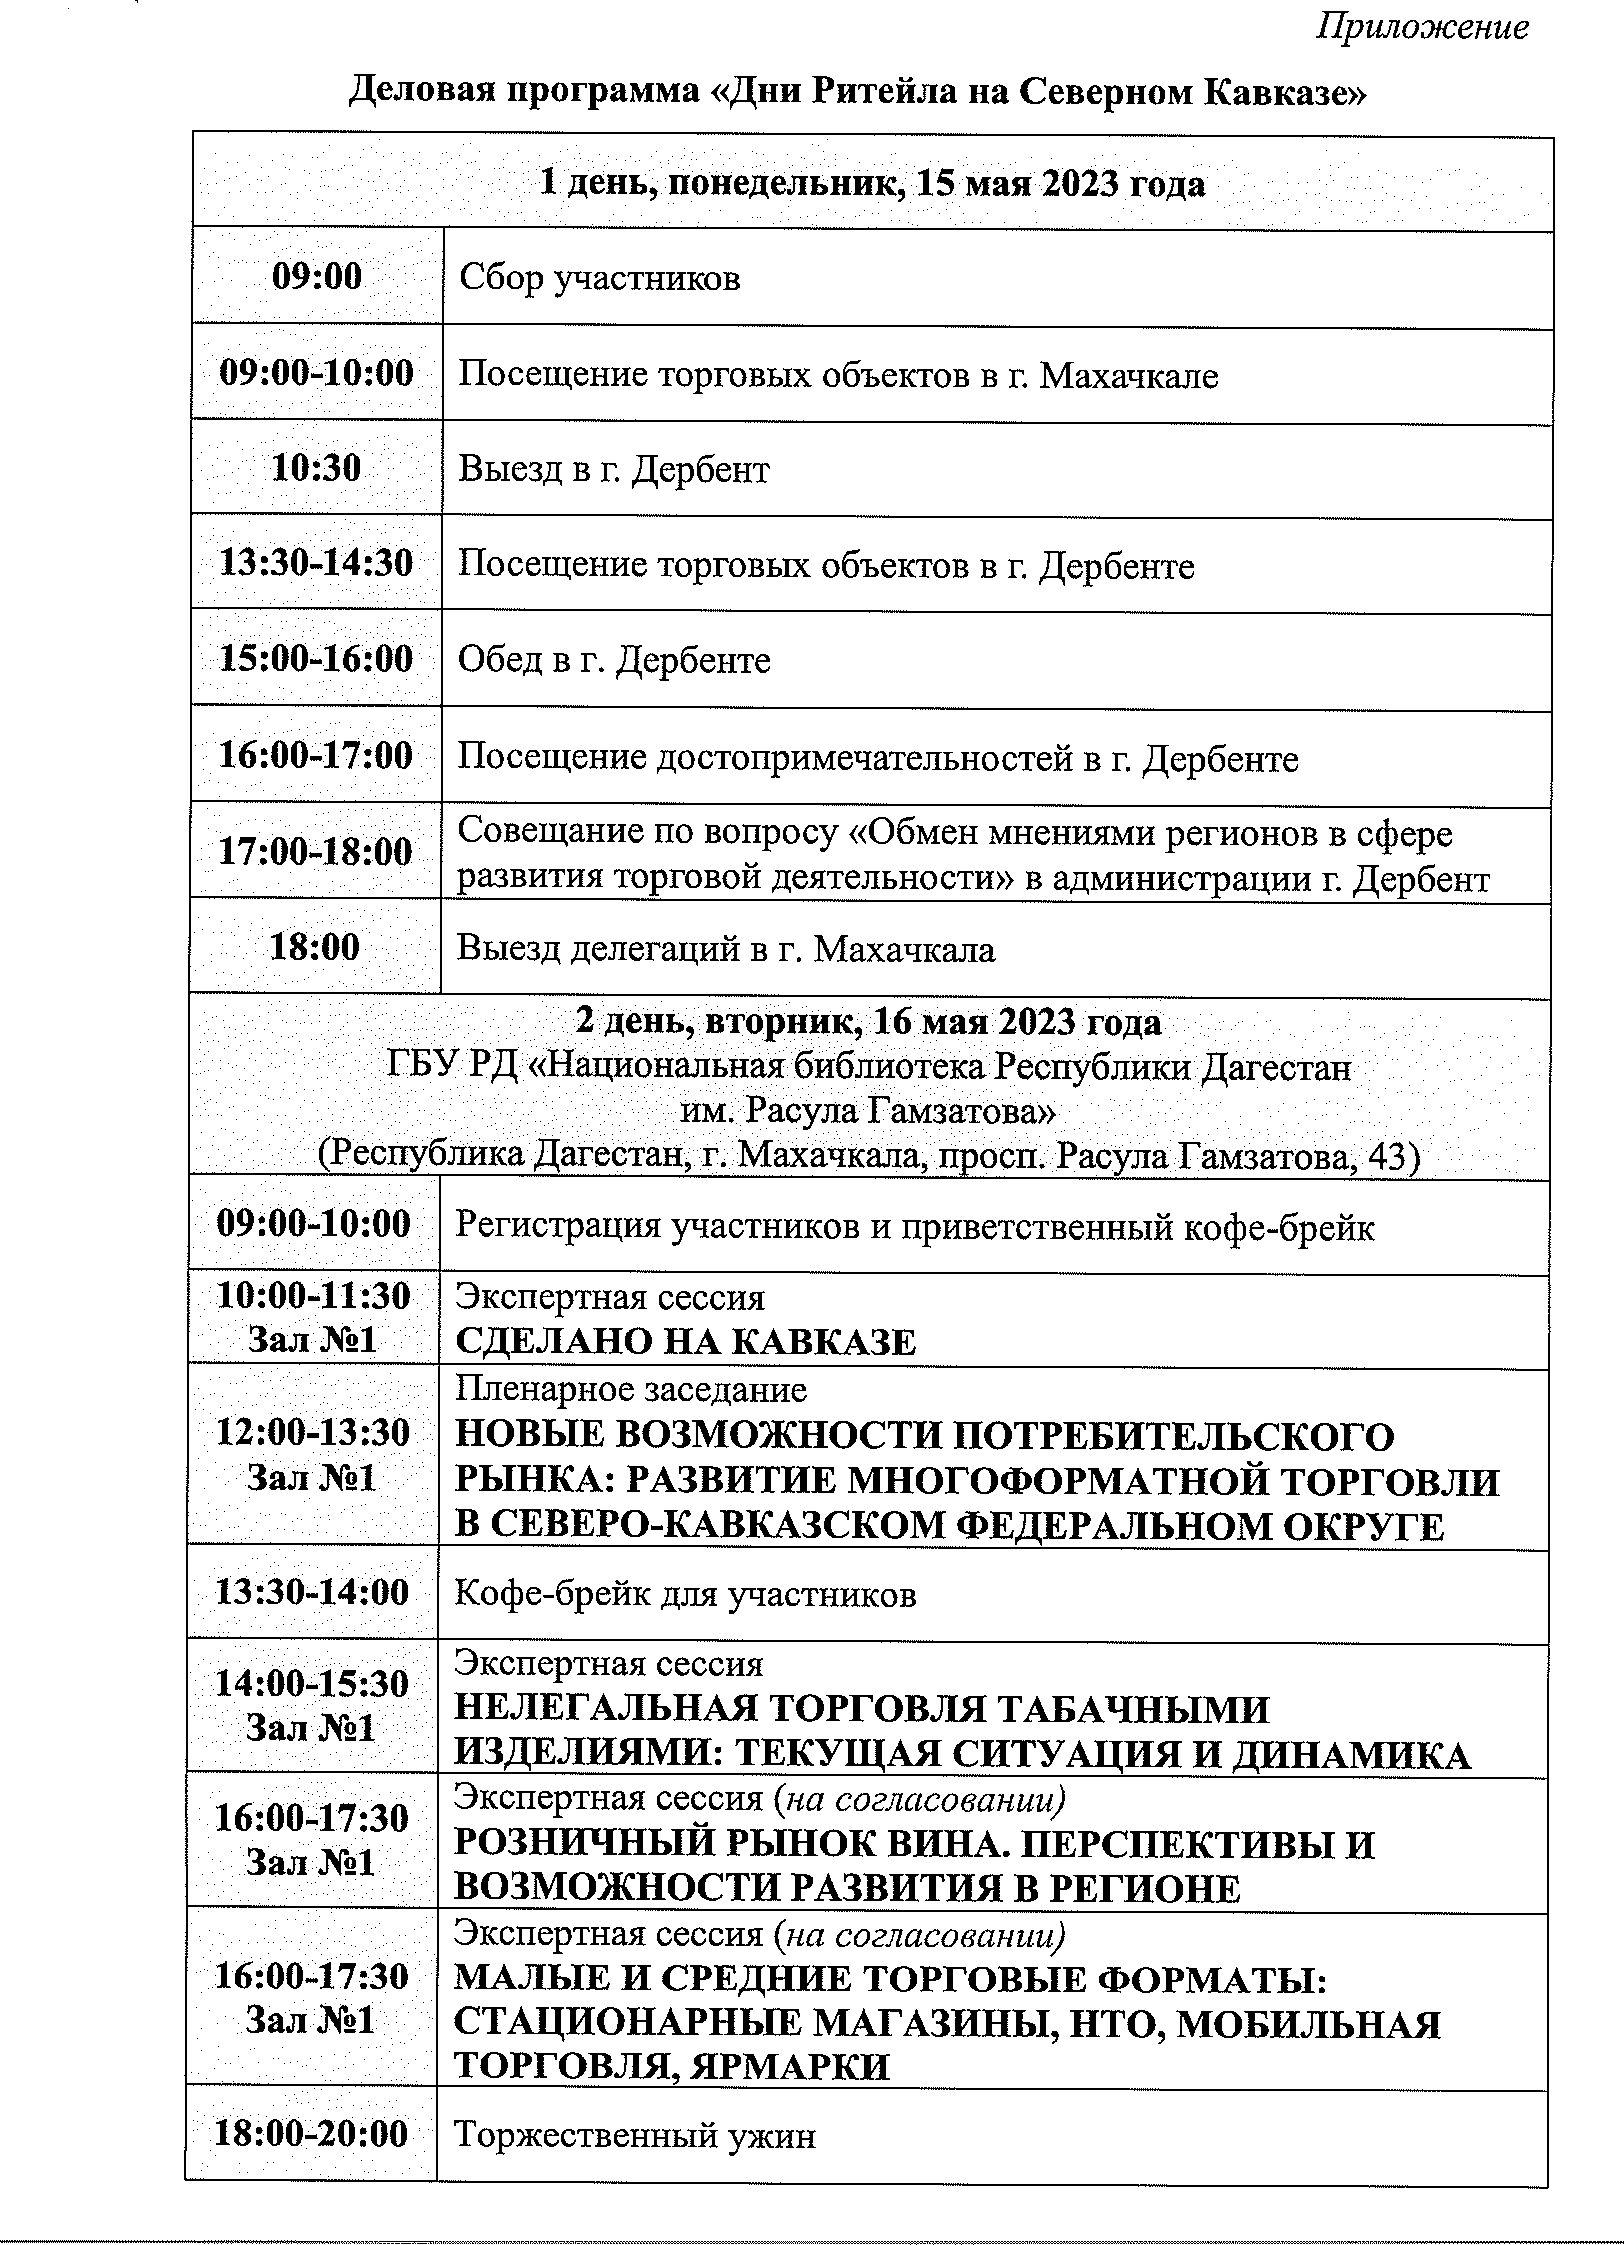 Приложение
Деловая программа «Дни Ритейла на Северном Кавказе»
1 день, понедельник, 15 мая 2023 года
09:00 Сбор участников
09:00-10:00 Посещение торговых объектов в г. Махачкале
10:30 Выезд в г. Дербент
13:30-14:30 Посещение торговых объектов в г. Дербенте
15:00-16:00 Обед в г. Дербенте
16:00-17:00 Посещение достопримечательностей в г. Дербенте
17:00-18:00
Совещание по вопросу «Обмен мнениями регионов в сфере
развития торговой деятельности» в администрации г. Дербент
18:00 Выезд делегаций в г. Махачкала
2 день, вторник, 16 мая 2023 года
ГБУ РД «Национальная библиотека Республики Дагестан
им. Расула Гамзатова»
(Республика Дагестан, г. Махачкала, просп. Расула Гамзатова, 43)
09:00-10:00 Регистрация участников и приветственный кофе-брейк
10:00-11:30
Зал №1
Экспертная сессия
СДЕЛАНО НА КАВКАЗЕ
12:00-13:30
Зал №1
Пленарное заседание
НОВЫЕ ВОЗМОЖНОСТИ ПОТРЕБИТЕЛЬСКОГО
РЫНКА: РАЗВИТИЕ МНОГОФОРМАТНОЙ ТОРГОВЛИ
В СЕВЕРО-КАВКАЗСКОМ ФЕДЕРАЛЬНОМ ОКРУГЕ
13:30-14:00 Кофе-брейк для участников
14:00-15:30
Зал №1
Экспертная сессия
НЕЛЕГАЛЬНАЯ ТОРГОВЛЯ ТАБАЧНЫМИ
ИЗДЕЛИЯМИ: ТЕКУЩАЯ СИТУАЦИЯ И ДИНАМИКА
16:00-17:30
Зал №1
Экспертная сессия (на согласовании)
РОЗНИЧНЫЙ РЫНОК ВИНА. ПЕРСПЕКТИВЫ И
ВОЗМОЖНОСТИ РАЗВИТИЯ В РЕГИОНЕ
16:00-17:30
Зал №1
Экспертная сессия (на согласовании)
МАЛЫЕ И СРЕДНИЕ ТОРГОВЫЕ ФОРМАТЫ:
СТАЦИОНАРНЫЕ МАГАЗИНЫ, НТО, МОБИЛЬНАЯ
ТОРГОВЛЯ, ЯРМАРКИ
18:00-20:00 Торжественный ужин